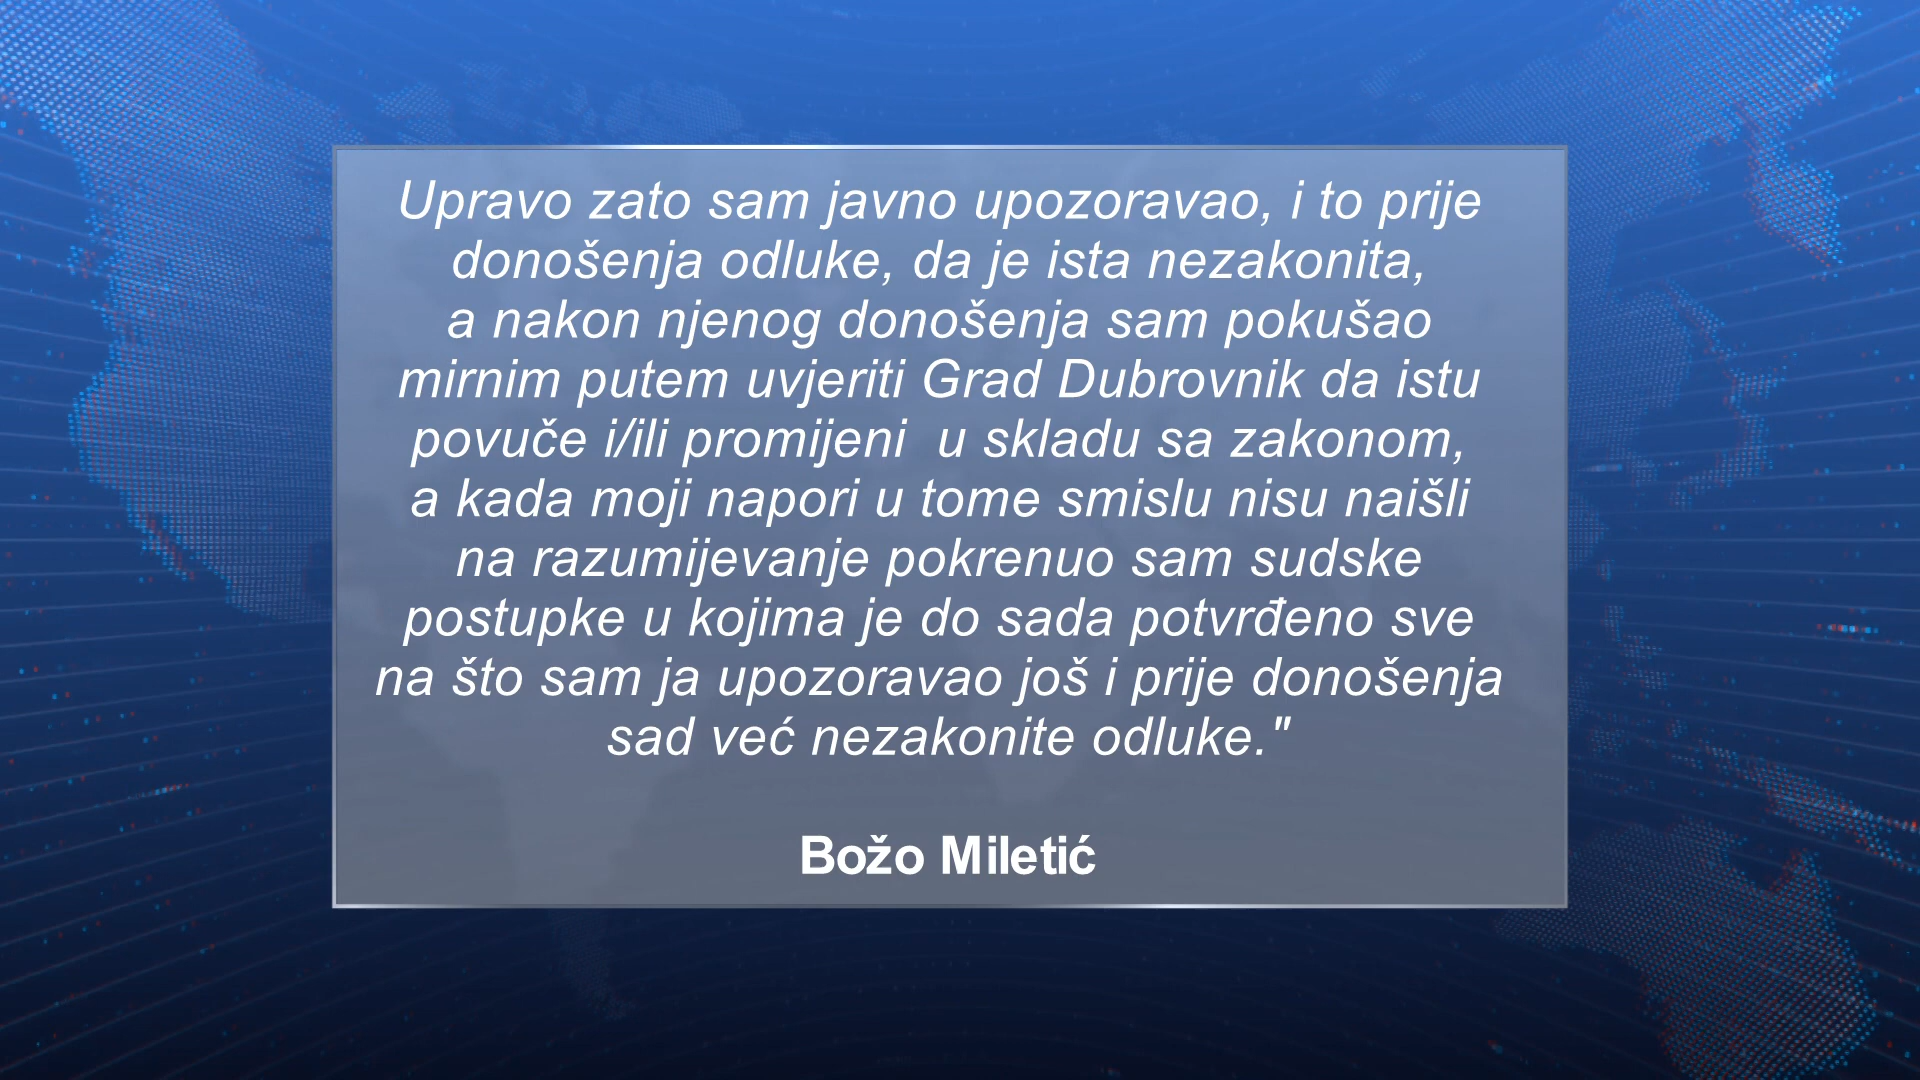 Upravo zato sam javno upozoravao, i to prije
donošenja odluke, da je ista nezakonita,
a nakon njenog donošenja sam pokušao
mirnim putem uvjeriti Grad Dubrovnik da istu
povuče i/ili promijeni  u skladu sa zakonom,
a kada moji napori u tome smislu nisu naišli
na razumijevanje pokrenuo sam sudske
postupke u kojima je do sada potvrđeno sve
na što sam ja upozoravao još i prije donošenja
sad već nezakonite odluke."
Božo Miletić